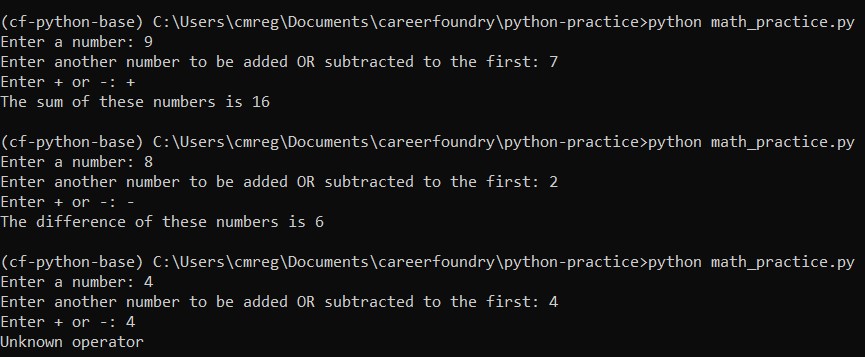 (cf-python-base) C:\Users\cmreg\Documents\careerfoundry\python-practice>python math_practice.py
Enter a number: 9
Enter another number to be added OR subtracted to the first: 7
Enter + or -: +
The sum of these numbers is 16
(cf-python-base) C:\Users\cmreg\Documents\careerfoundry\python-practice>python math_practice.py
Enter a number: 8
Enter another number to be added OR subtracted to the first: 2
Enter + or -: -
The difference of these numbers is 6
(cf-python-base) C:\Users\cmreg\Documents\careerfoundry\python-practice>python math_practice.py
Enter a number: 4
Enter another number to be added OR subtracted to the first: 4
Enter + or -: 4
Unknown operator